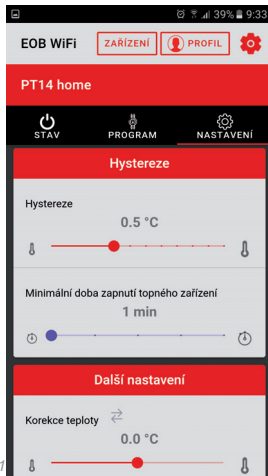 39% 9:33
EOB WiFi ZAŘÍZENÍ PROFIL
PT14 home
STAV PROGRAM NASTAVENÍ
Hystereze
Hystereze
0.5 °C
Minimální doba zapnutí topného zařízení
1 min
Další nastavení
Korekce teploty
0.0 °C
1